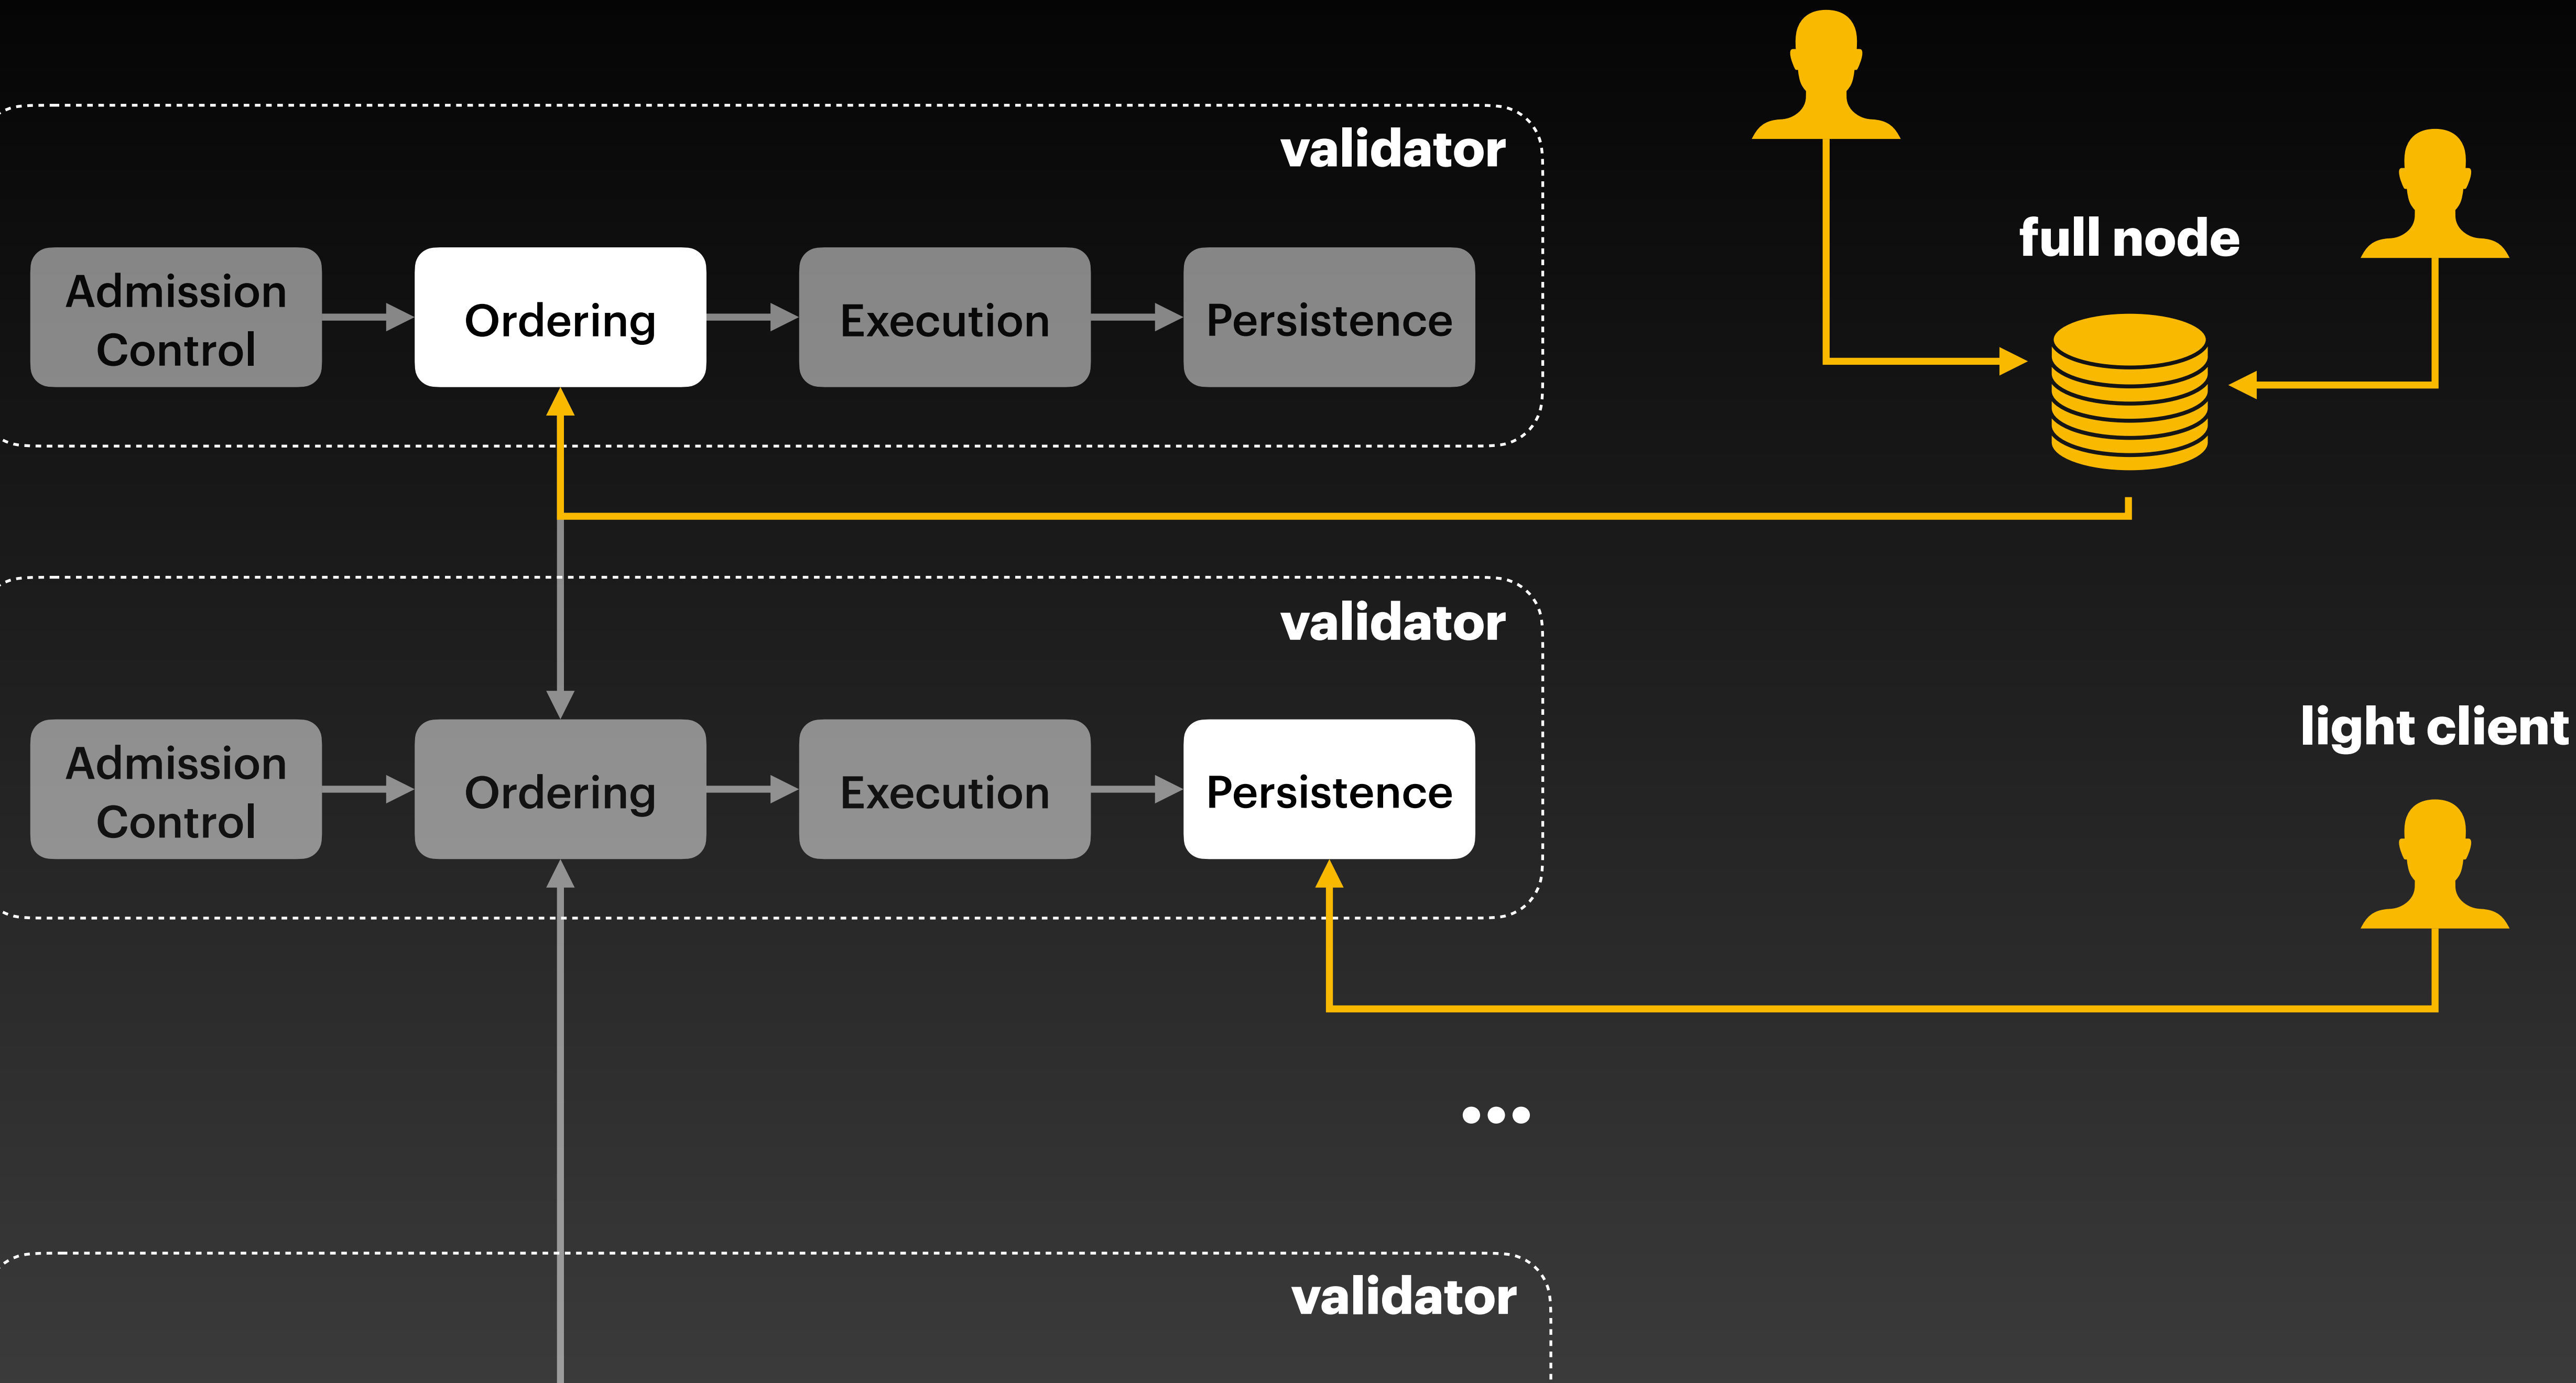 validator
full node
Admission
Control
Ordering
Execution
Persistence
validator
light client
Admission
Control
Ordering
Execution
Persistence
...
validator